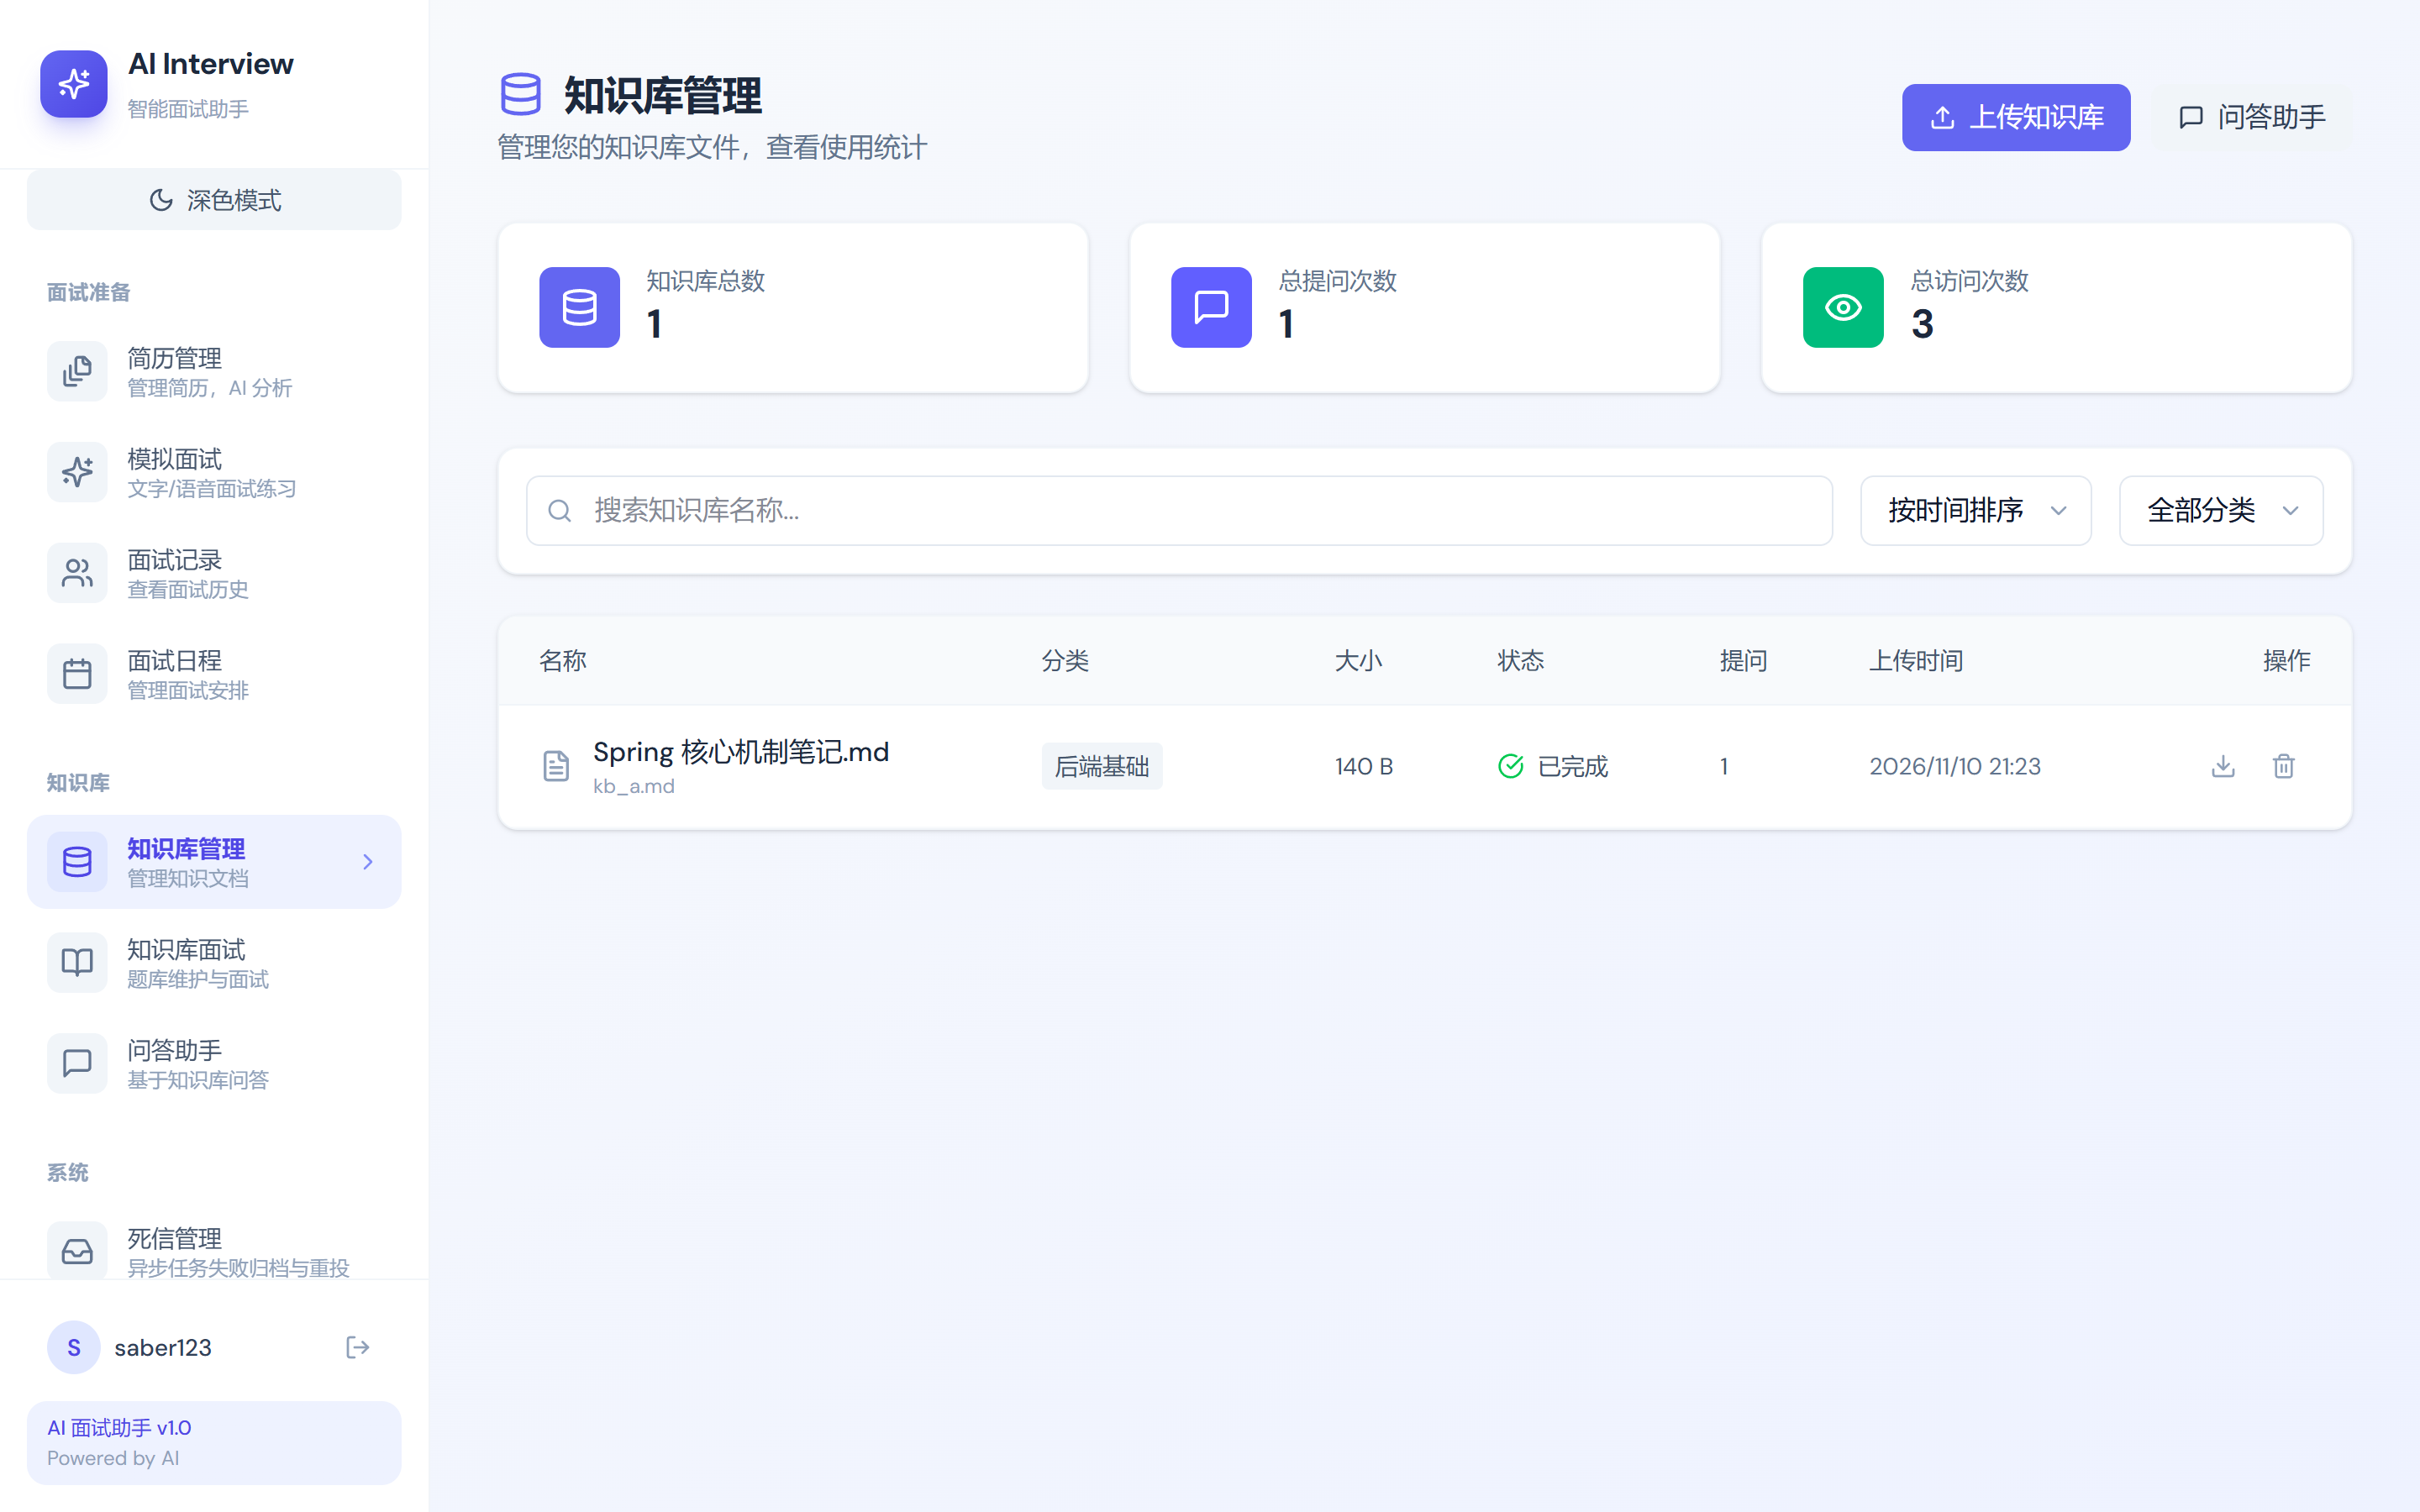 AI Interview
智能面试助手
深色模式
面试准备
简历管理
管理简历，AI 分析
模拟面试
文字/语音面试练习
面试记录
查看面试历史
面试日程
管理面试安排
知识库
知识库管理
管理知识文档
知识库面试
题库维护与面试
问答助手
基于知识库问答
系统
死信管理
异步任务失败归档与重投
S
saber123
AI 面试助手 v1.0
Powered by AI
知识库管理
管理您的知识库文件，查看使用统计
上传知识库
问答助手
知识库总数
1
总提问次数
1
总访问次数
3
搜索知识库名称...
按时间排序
全部分类
名称 分类 大小 状态 提问 上传时间 操作
Spring 核心机制笔记.md 后端基础 140 B 已完成 1 2026/11/10 21:23
kb_a.md